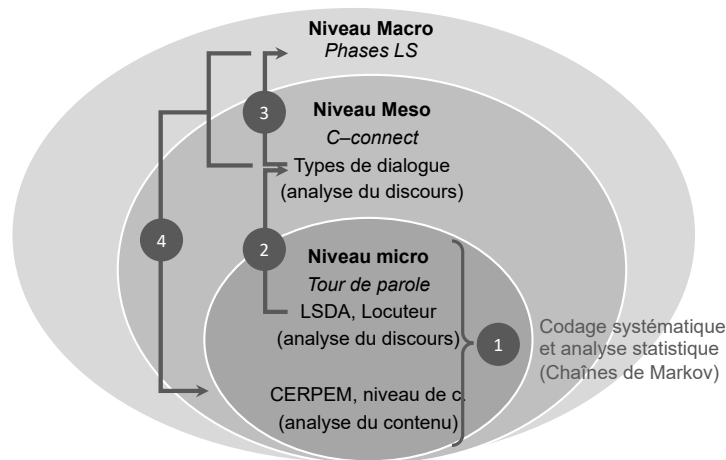 Niveau Macro
Phases LS
3
Niveau Meso
C–connect
Types de dialogue
(analyse du discours)
4
2
Niveau micro
Tour de parole
LSDA, Locuteur
(analyse du discours)
CERPEM, niveau de c.
(analyse du contenu)
1
Codage systématique
et analyse statistique
(Chaînes de Markov)